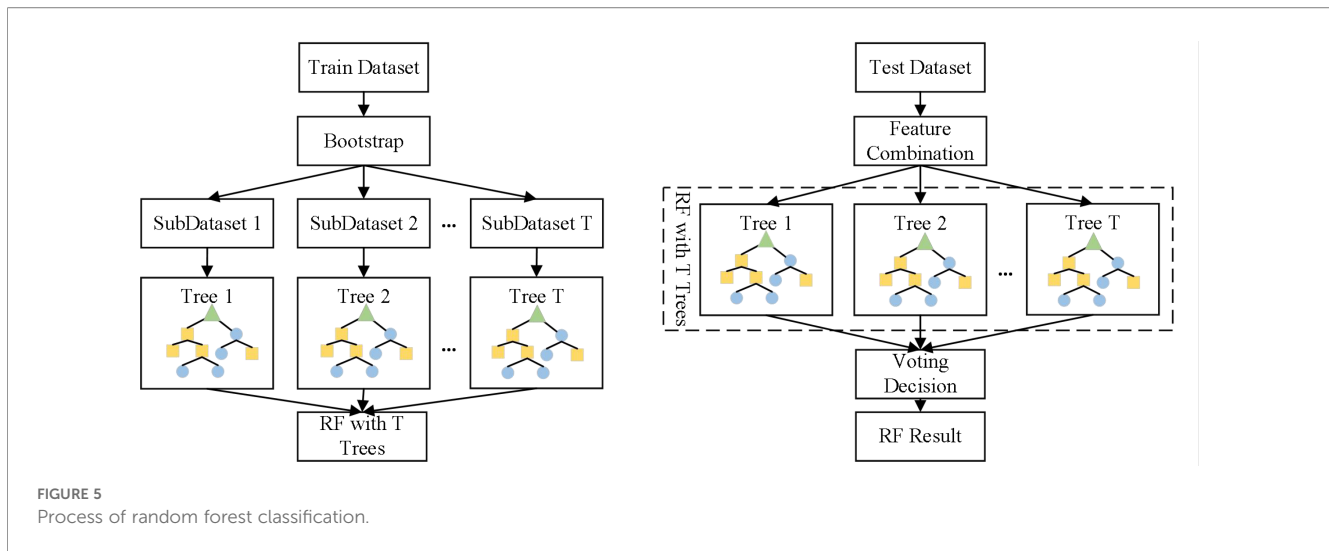 Train Dataset
Bootstrap
SubDataset 1
SubDataset 2
...
SubDataset T
Tree 1
Tree 2
...
Tree T
RF with T
Trees
Test Dataset
Feature
Combination
RF with T Trees
Tree 1
Tree 2
...
Tree T
Voting
Decision
RF Result
FIGURE 5
Process of random forest classification.